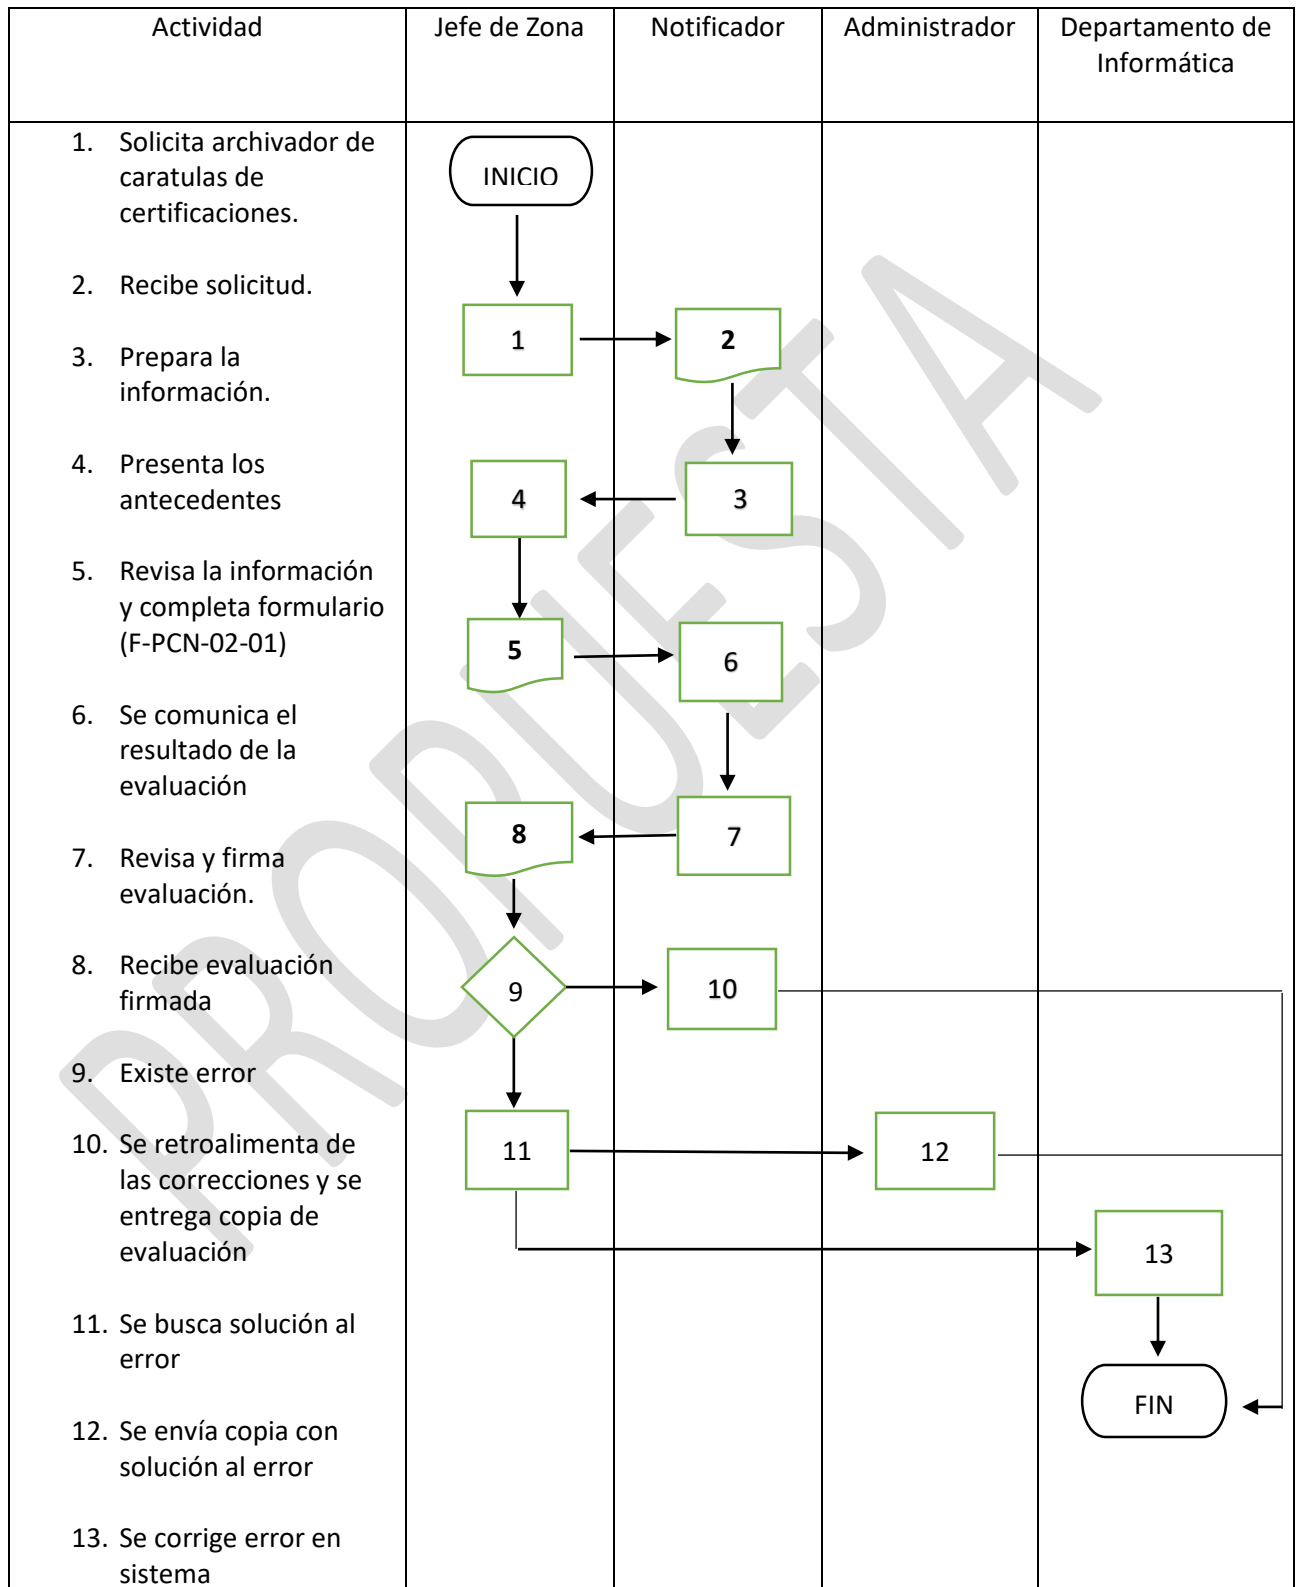 Actividad
Jefe de Zona
Notificador
Administrador
Departamento de
Informática
1. Solicita archivador de
caratulas de
certificaciones.
2. Recibe solicitud.
3. Prepara la
información.
4. Presenta los
antecedentes
5. Revisa la información
y completa formulario
(F-PCN-02-01)
6. Se comunica el
resultado de la
evaluación
7. Revisa y firma
evaluación.
8. Recibe evaluación
firmada
9. Existe error
10. Se retroalimenta de
las correcciones y se
entrega copia de
evaluación
11. Se busca solución al
error
12. Se envía copia con
solución al error
13. Se corrige error en
sistema
INICIO
1
2
4
3
5
6
8
7
9
10
11
12
13
FIN
PROPUESTA